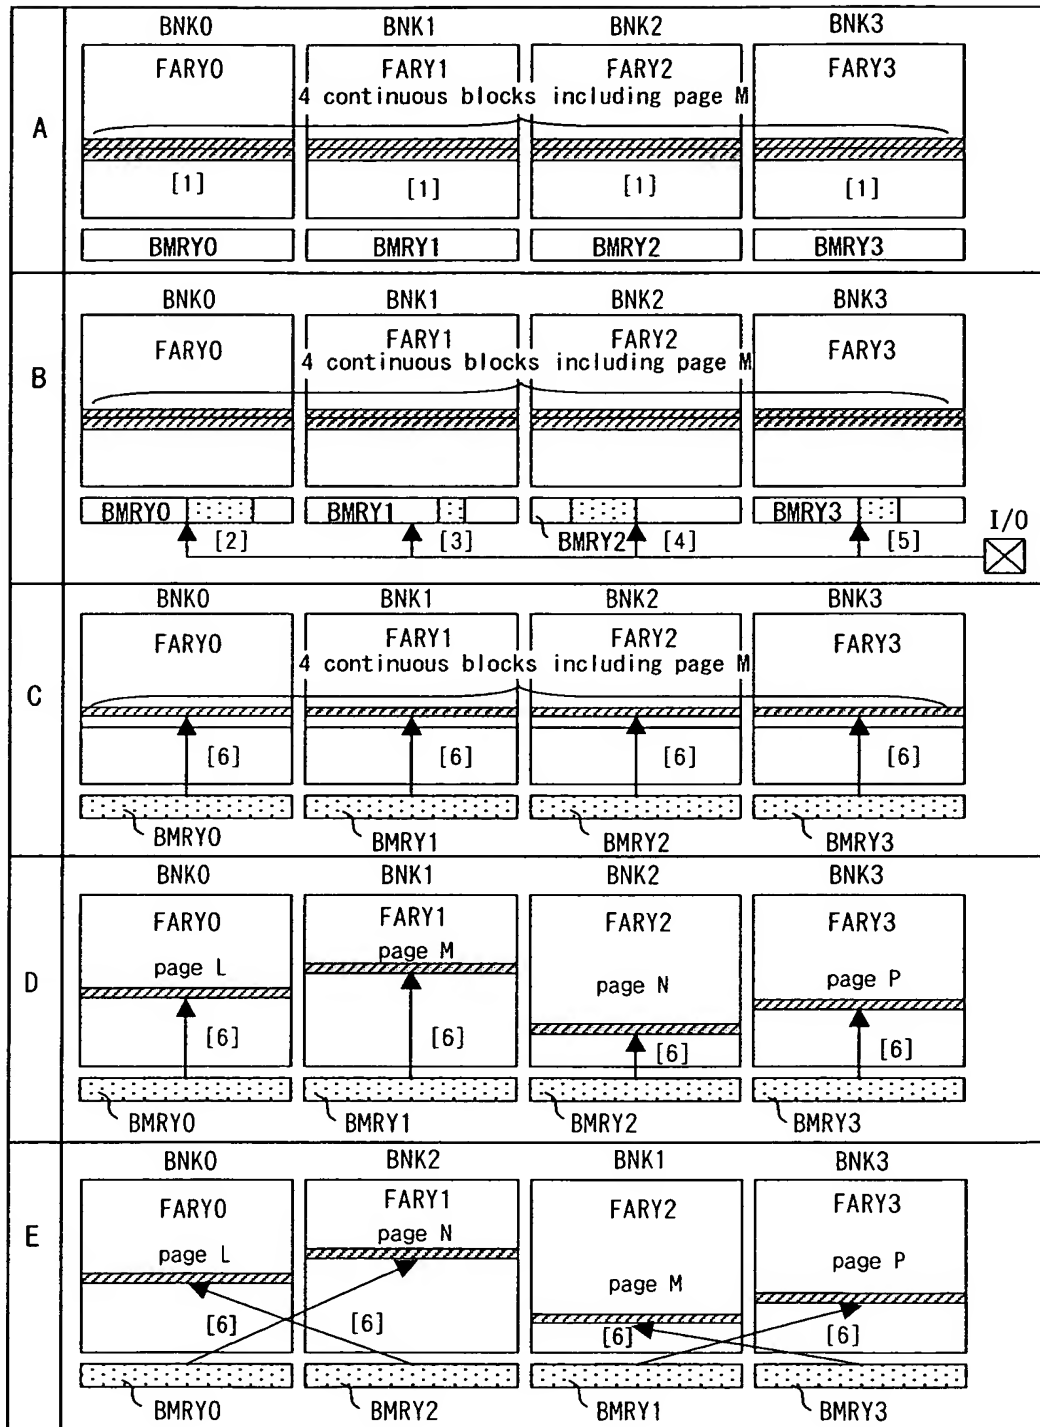 A
BNK0 BNK1 BNK2 BNK3
FARY0 FARY1 FARY2 FARY3
4 continuous blocks including page M
[1] [1] [1] [1]
BMRY0 BMRY1 BMRY2 BMRY3
B
BNK0 BNK1 BNK2 BNK3
FARY0 FARY1 FARY2 FARY3
4 continuous blocks including page M
BMRY0 BMRY1 BMRY2 BMRY3
I/O
[2] [3] [4] [5]
C
BNK0 BNK1 BNK2 BNK3
FARY0 FARY1 FARY2 FARY3
4 continuous blocks including page M
[6] [6] [6] [6]
BMRY0 BMRY1 BMRY2 BMRY3
D
BNK0 BNK1 BNK2 BNK3
FARY0 FARY1 FARY2 FARY3
page L page M page N page P
[6] [6] [6] [6]
BMRY0 BMRY1 BMRY2 BMRY3
E
BNK0 BNK2 BNK1 BNK3
FARY0 FARY1 FARY2 FARY3
page L page N page M page P
[6] [6] [6] [6]
BMRY0 BMRY2 BMRY1 BMRY3